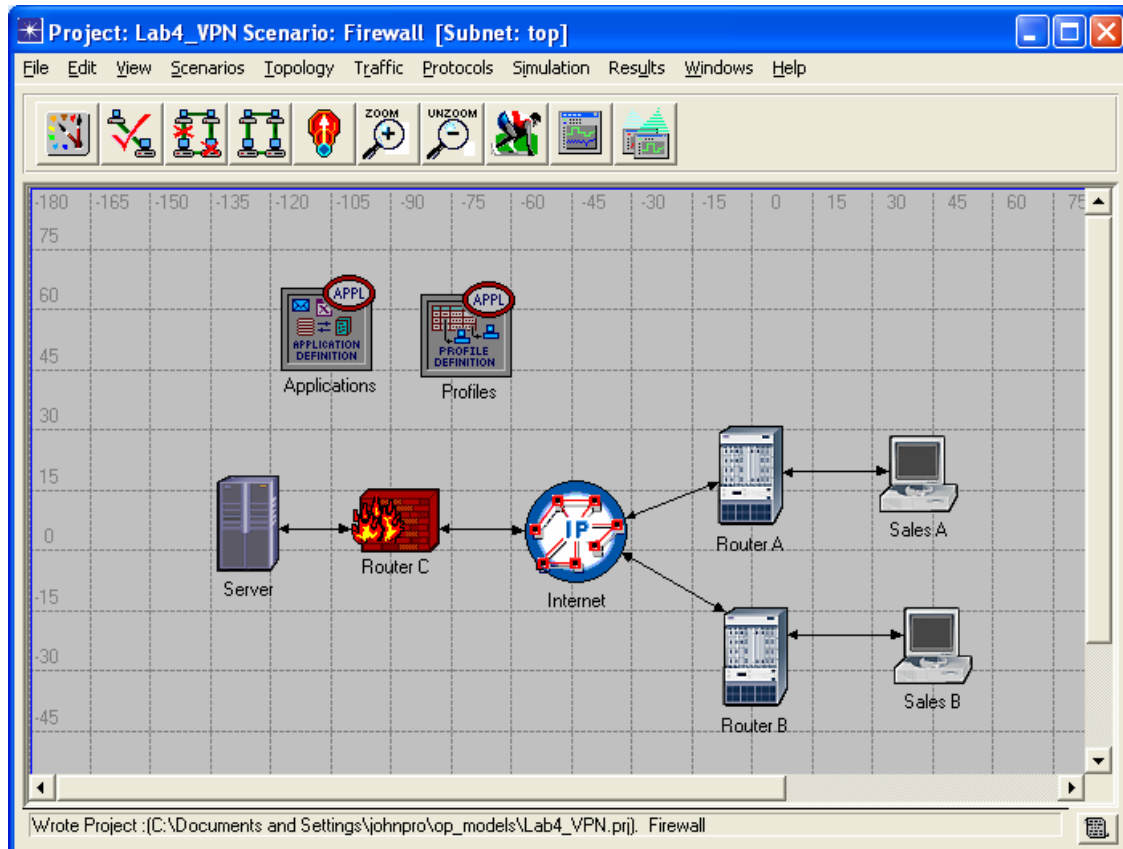 Project: Lab4_VPN Scenario: Firewall [Subnet: top]
File Edit View Scenarios Topology Traffic Protocols Simulation Results Windows Help
ZOOM UNZOOM
-180 -165 -150 -135 -120 -105 -90 -75 -60 -45 -30 -15 0 15 30 45 60 75
75
60
45
30
15
0
-15
-30
-45
APPL
APPLICATION
DEFINITION
Applications
APPL
PROFILE
DEFINITION
Profiles
Server
Router C
IP
Internet
Router A
Sales A
Router B
Sales B
Wrote Project :(C:\Documents and Settings\johnpro\op_models\Lab4_VPN.prj). Firewall